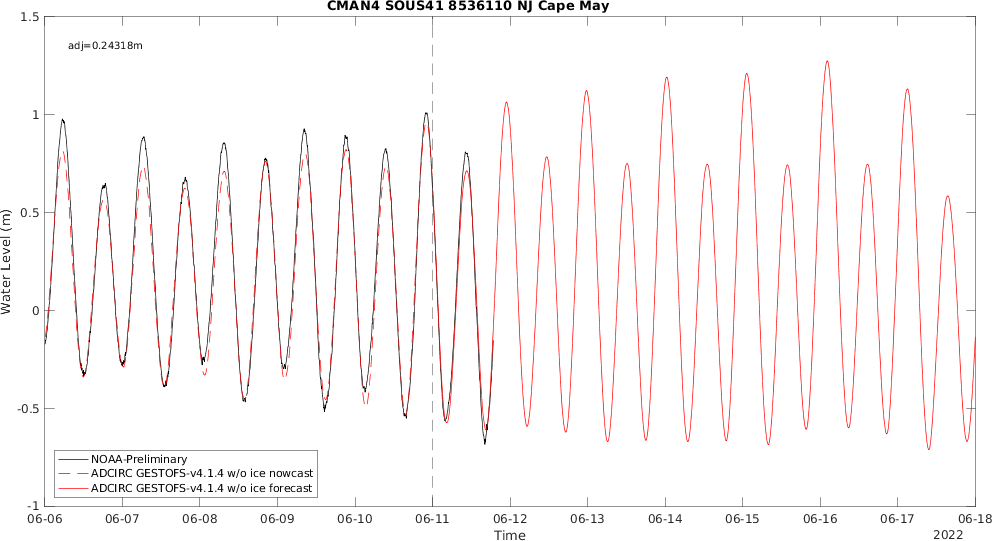 CMAN4 SOUS41 8536110 NJ Cape May
adj=0.24318m
Water Level (m)
1.5
1
0.5
0
-0.5
-1
NOAA-Preliminary
ADCIRC GESTOFS-v4.1.4 w/o ice nowcast
ADCIRC GESTOFS-v4.1.4 w/o ice forecast
06-06 06-07 06-08 06-09 06-10 06-11 06-12 06-13 06-14 06-15 06-16 06-17 06-18
Time
2022